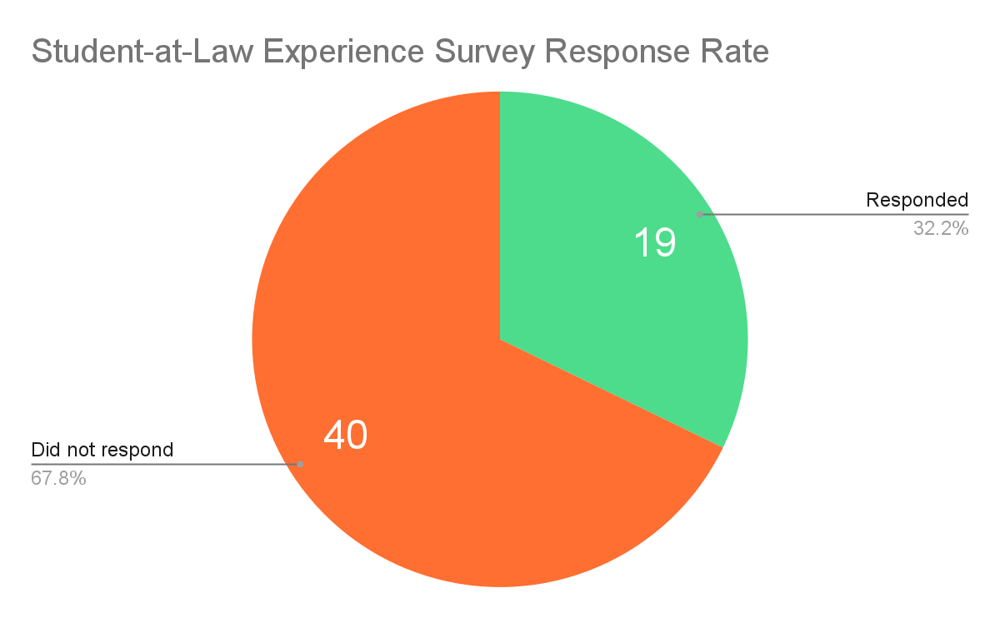 Student-at-Law Experience Survey Response Rate
Responded
32.2%
19
40
Did not respond
67.8%